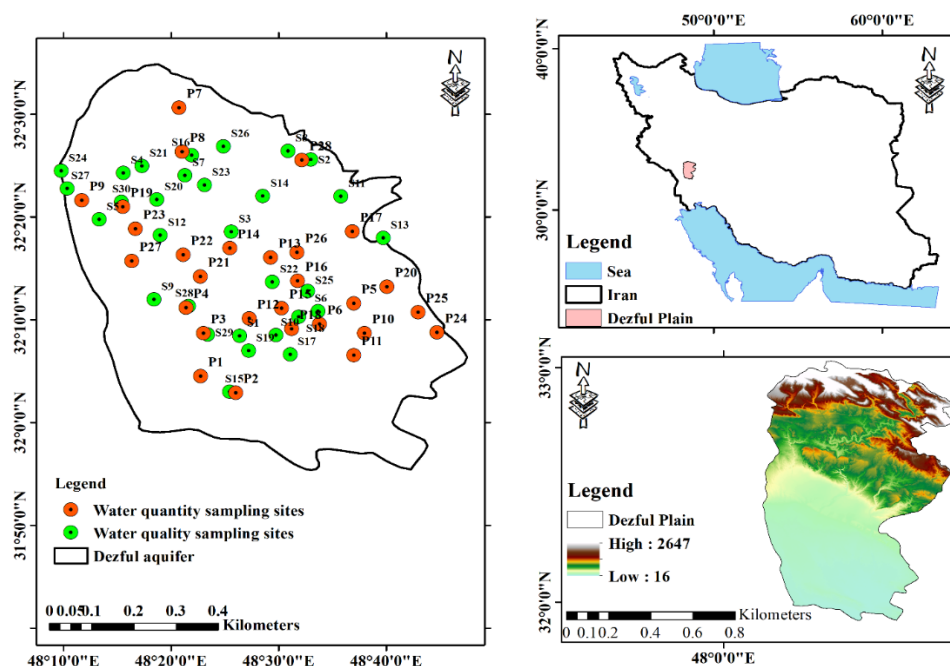 N
32°30'0"N
32°20'0"N
32°10'0"N
32°0'0"N
31°50'0"N
P7
S26
S8
P28
S2
S16
P8
S21
S7
S24
S4
S23
S27
P9
S30
P19
S20
S14
S11
S5
P23
S12
S3
P17
S13
P14
P27
P22
P13
P26
P21
S22
P16
S25
P20
S9
S28
P4
P15
S6
P5
P25
P12
P6
P18
P24
P3
S1
S10
S18
P10
S29
S19
S17
P11
P1
S15
P2
Legend
Water quantity sampling sites
Water quality sampling sites
Dezful aquifer
0 0.05 0.1 0.2 0.3 0.4
Kilometers
48°10'0"E 48°20'0"E 48°30'0"E 48°40'0"E
50°0'0"E 60°0'0"E
40°0'0"N
30°0'0"N
N
Legend
Sea
Iran
Dezful Plain
33°0'0"N
32°0'0"N
N
Legend
Dezful Plain
High : 2647
Low : 16
Kilometers
0 0.1 0.2 0.4 0.6 0.8
48°0'0"E